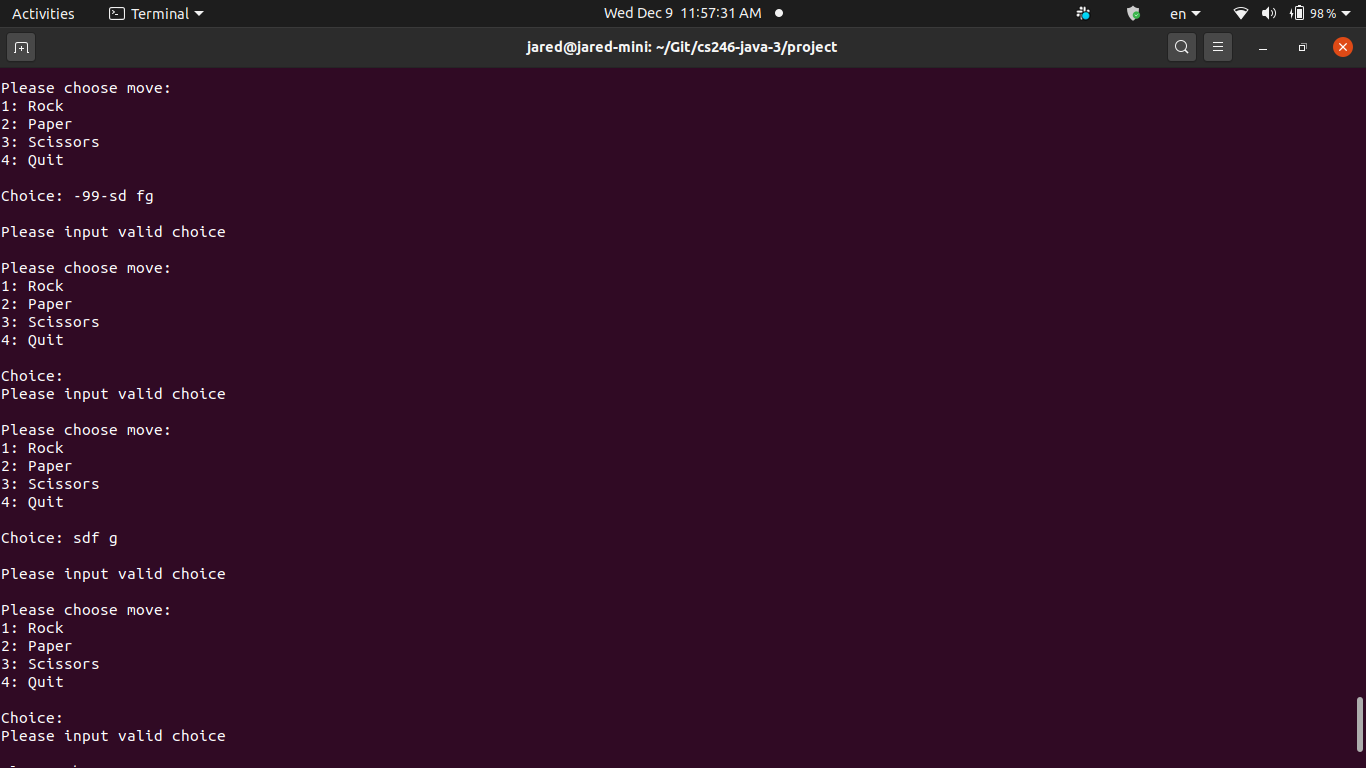 Activities Terminal Wed Dec 9 11:57:31 AM en 98%
jared@jared-mini: ~/Git/cs246-java-3/project
Please choose move:
1: Rock
2: Paper
3: Scissors
4: Quit
Choice: -99-sd fg
Please input valid choice
Please choose move:
1: Rock
2: Paper
3: Scissors
4: Quit
Choice:
Please input valid choice
Please choose move:
1: Rock
2: Paper
3: Scissors
4: Quit
Choice: sdf g
Please input valid choice
Please choose move:
1: Rock
2: Paper
3: Scissors
4: Quit
Choice:
Please input valid choice